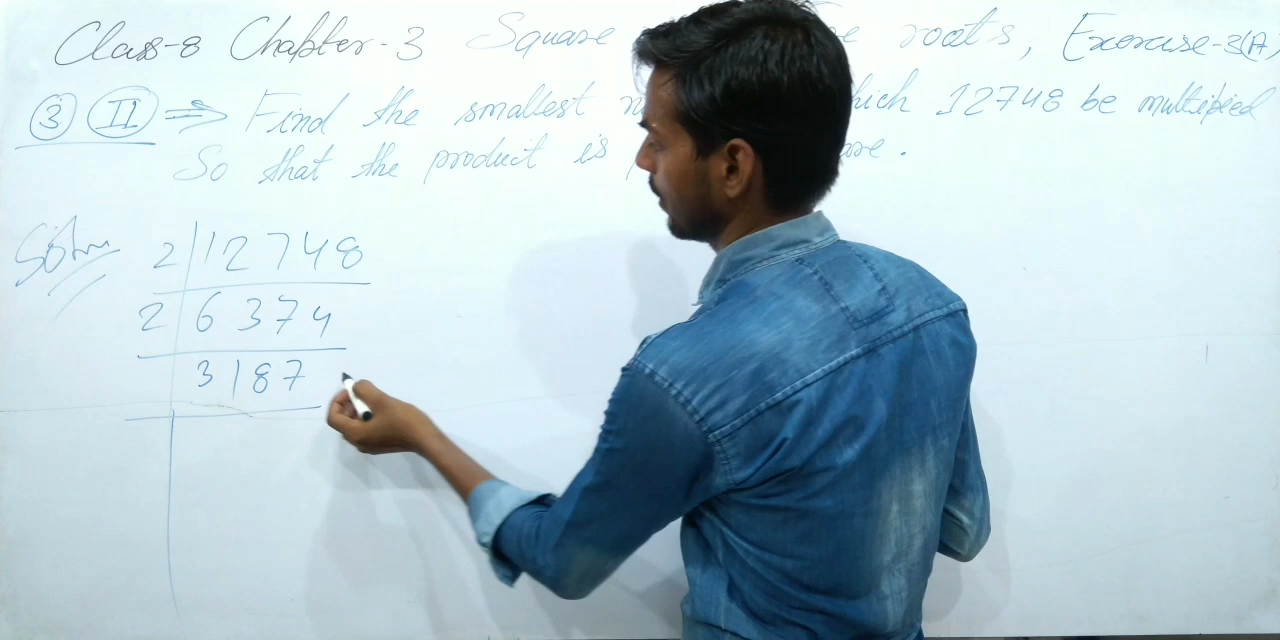 Class-8 Chapter-3 Square roots, Exercise-3(A)
3 II ⇒ Find the smallest 12748 be multiplied
So that the product is
Soln
2 | 12748
2 | 6374
3187